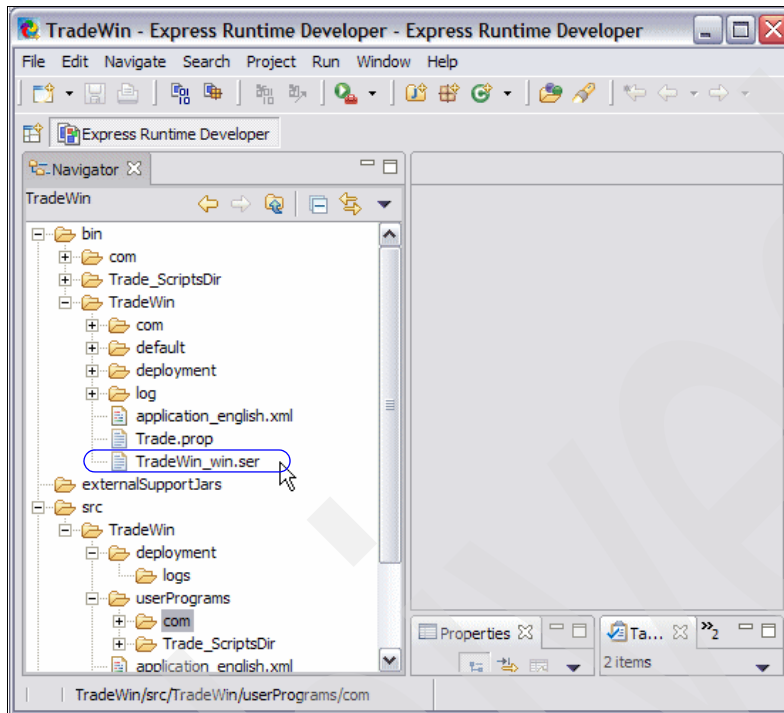 TradeWin - Express Runtime Developer - Express Runtime Developer
File Edit Navigate Search Project Run Window Help
Express Runtime Developer
Navigator
TradeWin
bin
com
Trade_ScriptsDir
TradeWin
com
default
deployment
log
application_english.xml
Trade.prop
TradeWin_win.ser
externalSupportJars
src
TradeWin
deployment
logs
userPrograms
com
Trade_ScriptsDir
application_english.xml
Properties Ta... »2
2 items
TradeWin/src/TradeWin/userPrograms/com